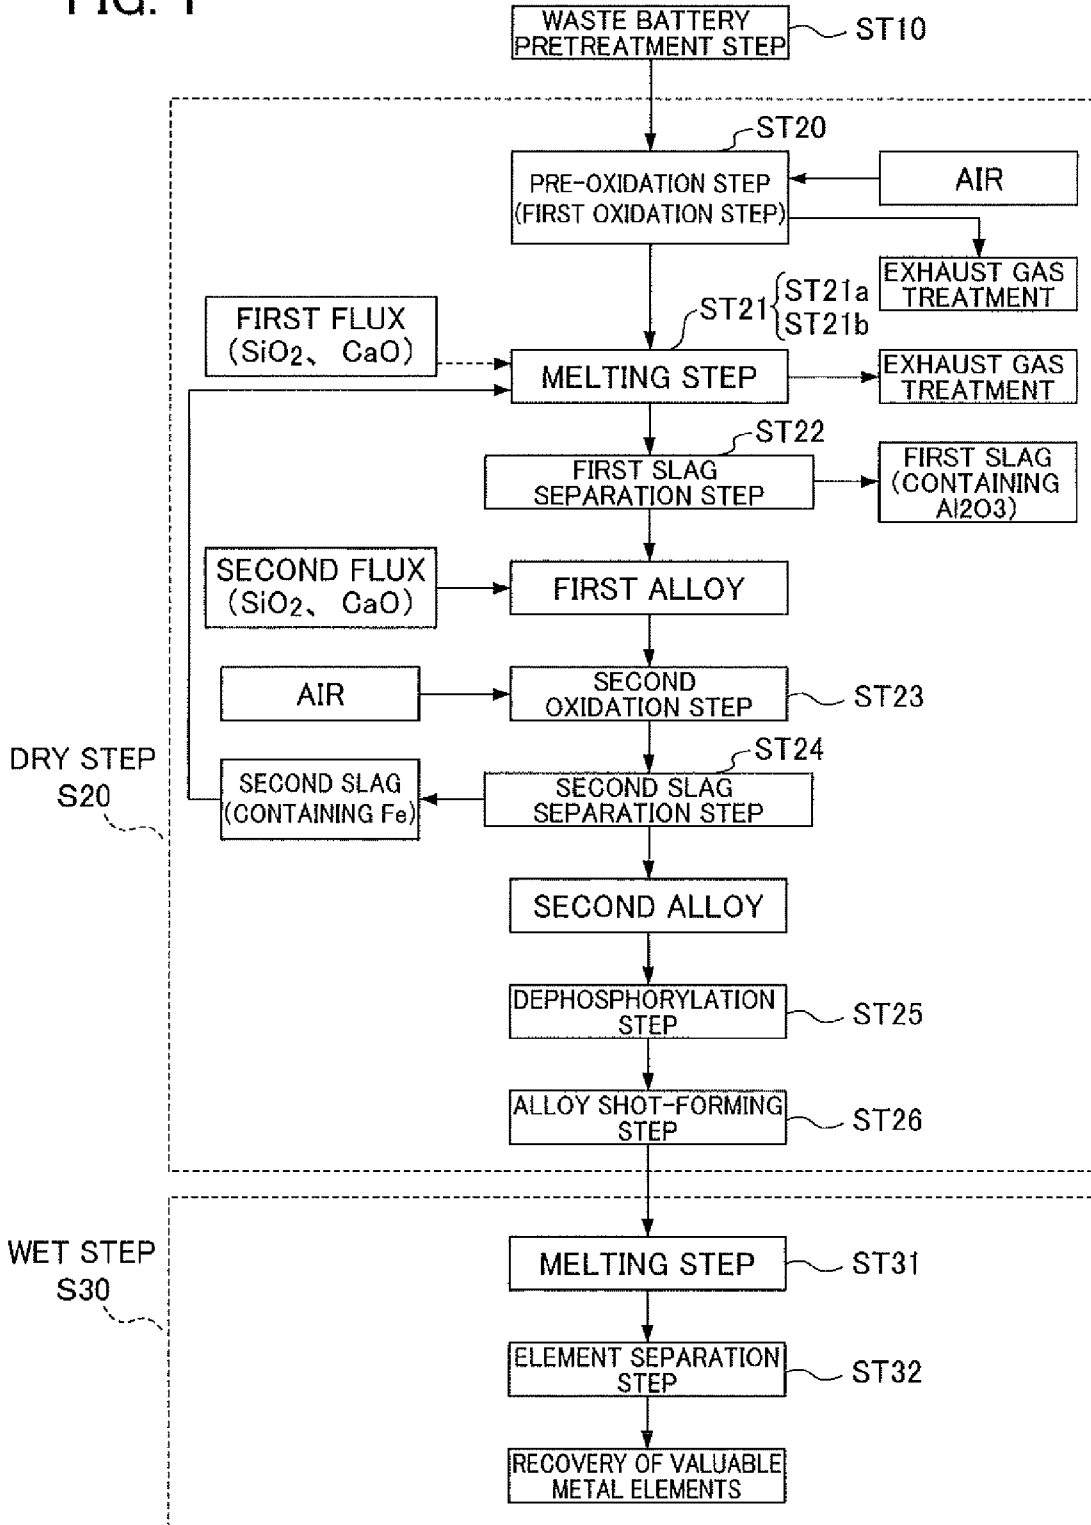 FIG. 1
WASTE BATTERY
PRETREATMENT STEP
ST10
ST20
PRE-OXIDATION STEP
(FIRST OXIDATION STEP)
AIR
EXHAUST GAS
TREATMENT
ST21
ST21a
ST21b
FIRST FLUX
(SiO2、 CaO)
MELTING STEP
EXHAUST GAS
TREATMENT
ST22
FIRST SLAG
SEPARATION STEP
FIRST SLAG
(CONTAINING
Al2O3)
SECOND FLUX
(SiO2、 CaO)
FIRST ALLOY
AIR
SECOND
OXIDATION STEP
ST23
DRY STEP
S20
ST24
SECOND SLAG
(CONTAINING Fe)
SECOND SLAG
SEPARATION STEP
SECOND ALLOY
DEPHOSPHORYLATION
STEP
ST25
ALLOY SHOT-FORMING
STEP
ST26
WET STEP
S30
MELTING STEP
ST31
ELEMENT SEPARATION
STEP
ST32
RECOVERY OF VALUABLE
METAL ELEMENTS